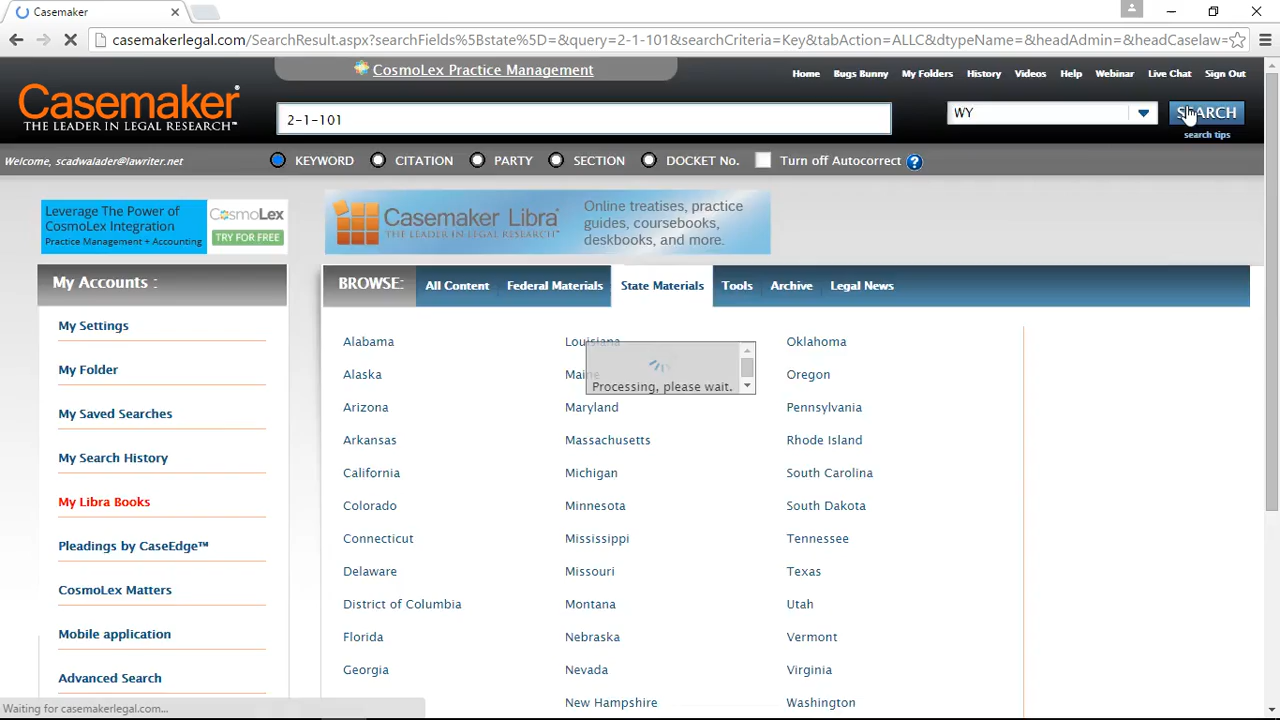 Casemaker
casemakerlegal.com/SearchResult.aspx?searchFields%5Bstate%5D=&query=2-1-101&searchCriteria=Key&tabAction=ALLC&dtypeName=&headAdmin=&headCaselaw=
CosmoLex Practice Management
Home Bugs Bunny My Folders History Videos Help Webinar Live Chat Sign Out
Casemaker
THE LEADER IN LEGAL RESEARCH
2-1-101
WY
SEARCH
search tips
Welcome, scadwalader@lawriter.net
KEYWORD CITATION PARTY SECTION DOCKET No. Turn off Autocorrect ?
Leverage The Power of
CosmoLex Integration
Practice Management + Accounting
CosmoLex
TRY FOR FREE
Casemaker Libra
THE LEADER IN LEGAL RESEARCH
Online treatises, practice
guides, coursebooks,
deskbooks, and more.
My Accounts :
My Settings
My Folder
My Saved Searches
My Search History
My Libra Books
Pleadings by CaseEdge™
CosmoLex Matters
Mobile application
Advanced Search
BROWSE: All Content Federal Materials State Materials Tools Archive Legal News
Alabama
Alaska
Arizona
Arkansas
California
Colorado
Connecticut
Delaware
District of Columbia
Florida
Georgia
Louisiana
Maine
Processing, please wait.
Maryland
Massachusetts
Michigan
Minnesota
Mississippi
Missouri
Montana
Nebraska
Nevada
New Hampshire
Oklahoma
Oregon
Pennsylvania
Rhode Island
South Carolina
South Dakota
Tennessee
Texas
Utah
Vermont
Virginia
Washington
Waiting for casemakerlegal.com...